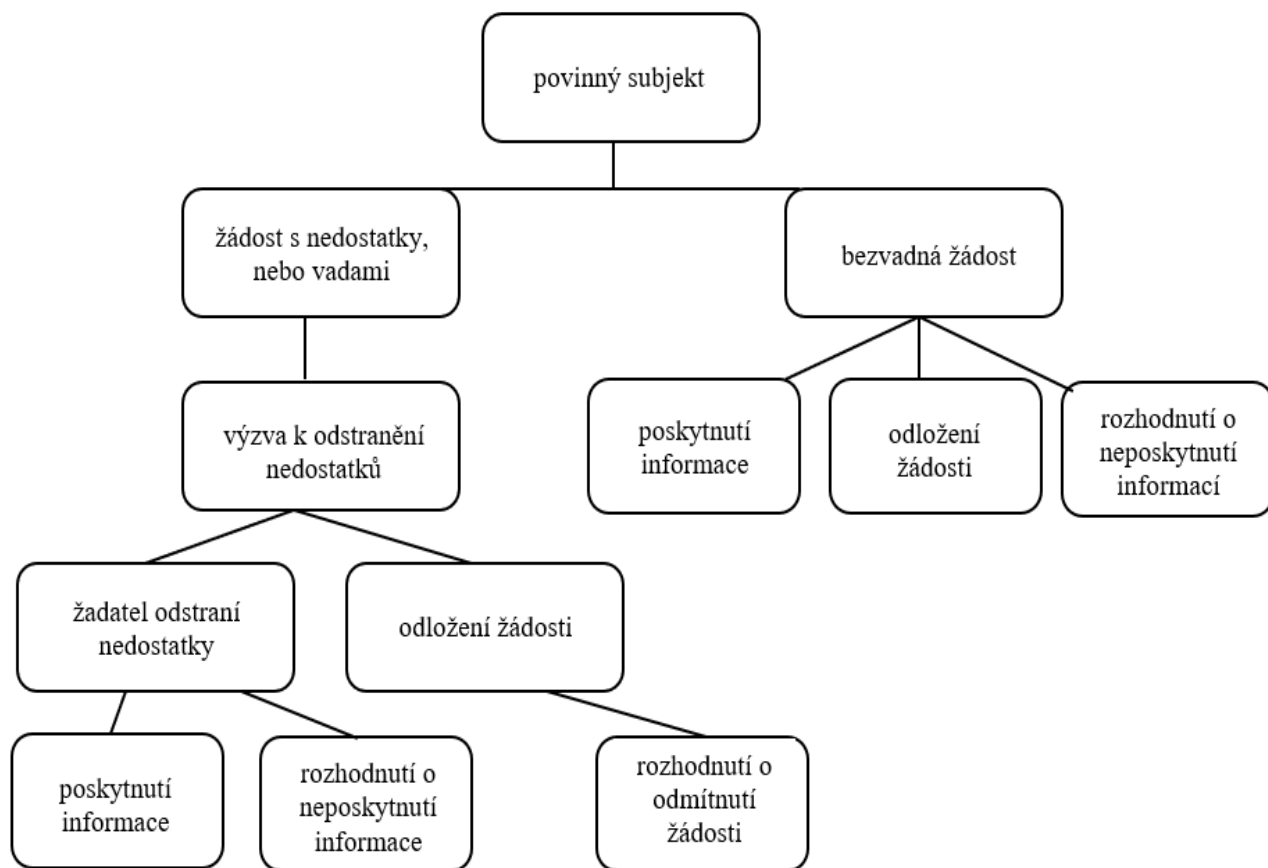 povinný subjekt
žádost s nedostatky,
nebo vadami
bezvadná žádost
výzva k odstranění
nedostatků
poskytnutí
informace
odložení
žádosti
rozhodnutí o
neposkytnutí
informací
žadatel odstraní
nedostatky
odložení žádosti
poskytnutí
informace
rozhodnutí o
neposkytnutí
informace
rozhodnutí o
odmítnutí
žádosti